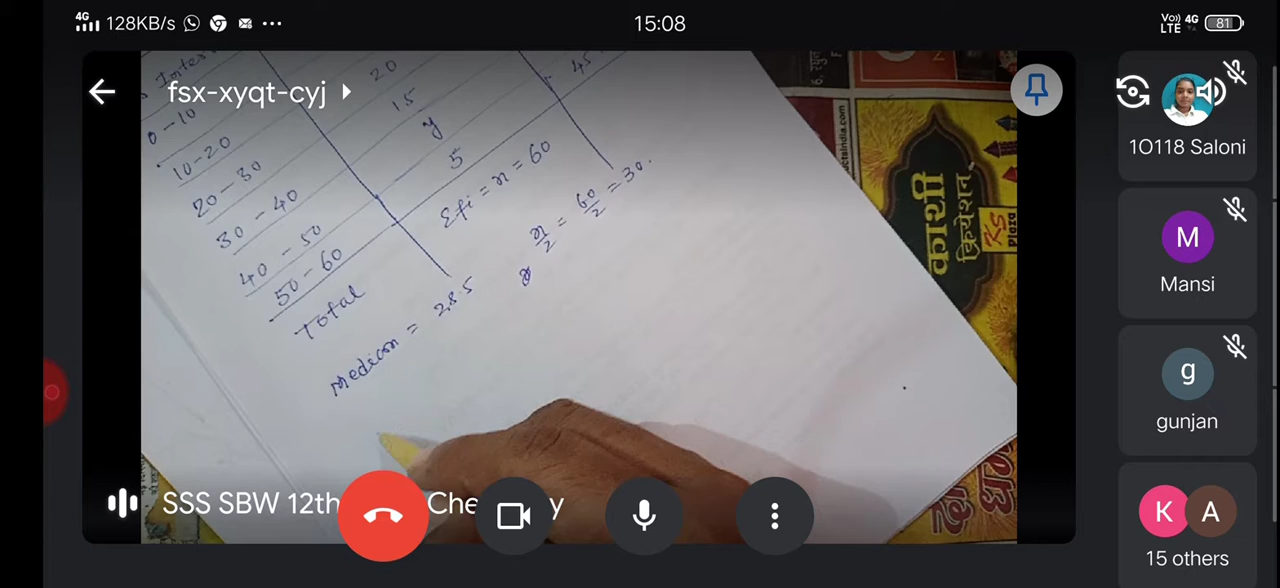 4G 128KB/s 15:08 Vo)) LTE 4G 81
fsx-xyqt-cyj
0-10
10-20 20
20-30 15
30-40 y
40-50 5
50-60
45
Total Σfi = n = 60
Median = 28.5
n/2 = 60/2 = 30.
SSS SBW 12th
Che
y
10118 Saloni
M
Mansi
g
gunjan
K A
15 others
काशी
क्रियेशन
KS